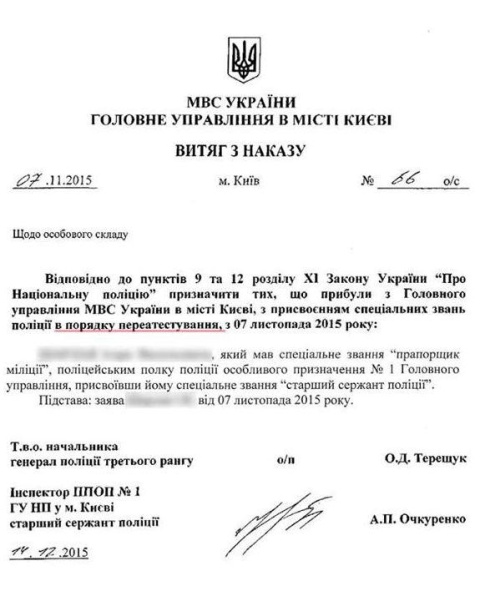 МВС УКРАЇНИ
ГОЛОВНЕ УПРАВЛІННЯ В МІСТІ КИЄВІ
ВИТЯГ З НАКАЗУ
07.11.2015 м. Київ № 66 о/с
Щодо особового складу
Відповідно до пунктів 9 та 12 розділу ХІ Закону України “Про
Національну поліцію” призначити тих, що прибули з Головного
управління МВС України в місті Києві, з присвоєнням спеціальних звань
поліції в порядку переатестування, з 07 листопада 2015 року:
, який мав спеціальне звання “прапорщик
міліції”, поліцейським полку поліції особливого призначення № 1 Головного
управління, присвоївши йому спеціальне звання “старший сержант поліції”.
Підстава: заява від 07 листопада 2015 року.
Т.в.о. начальника
генерал поліції третього рангу о/п О.Д. Терещук
Інспектор ППОП № 1
ГУ НП у м. Києві
старший сержант поліції А.П. Очкуренко
14.12.2015